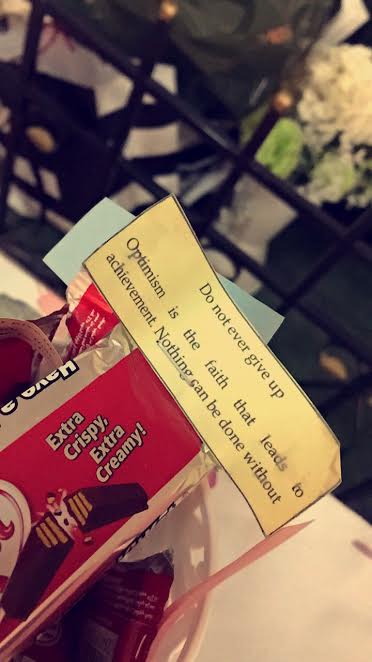 Do not ever give up
Optimism is the faith that leads to
achievement. Nothing can be done without
Extra
Crispy,
Extra
Creamy!
Have a